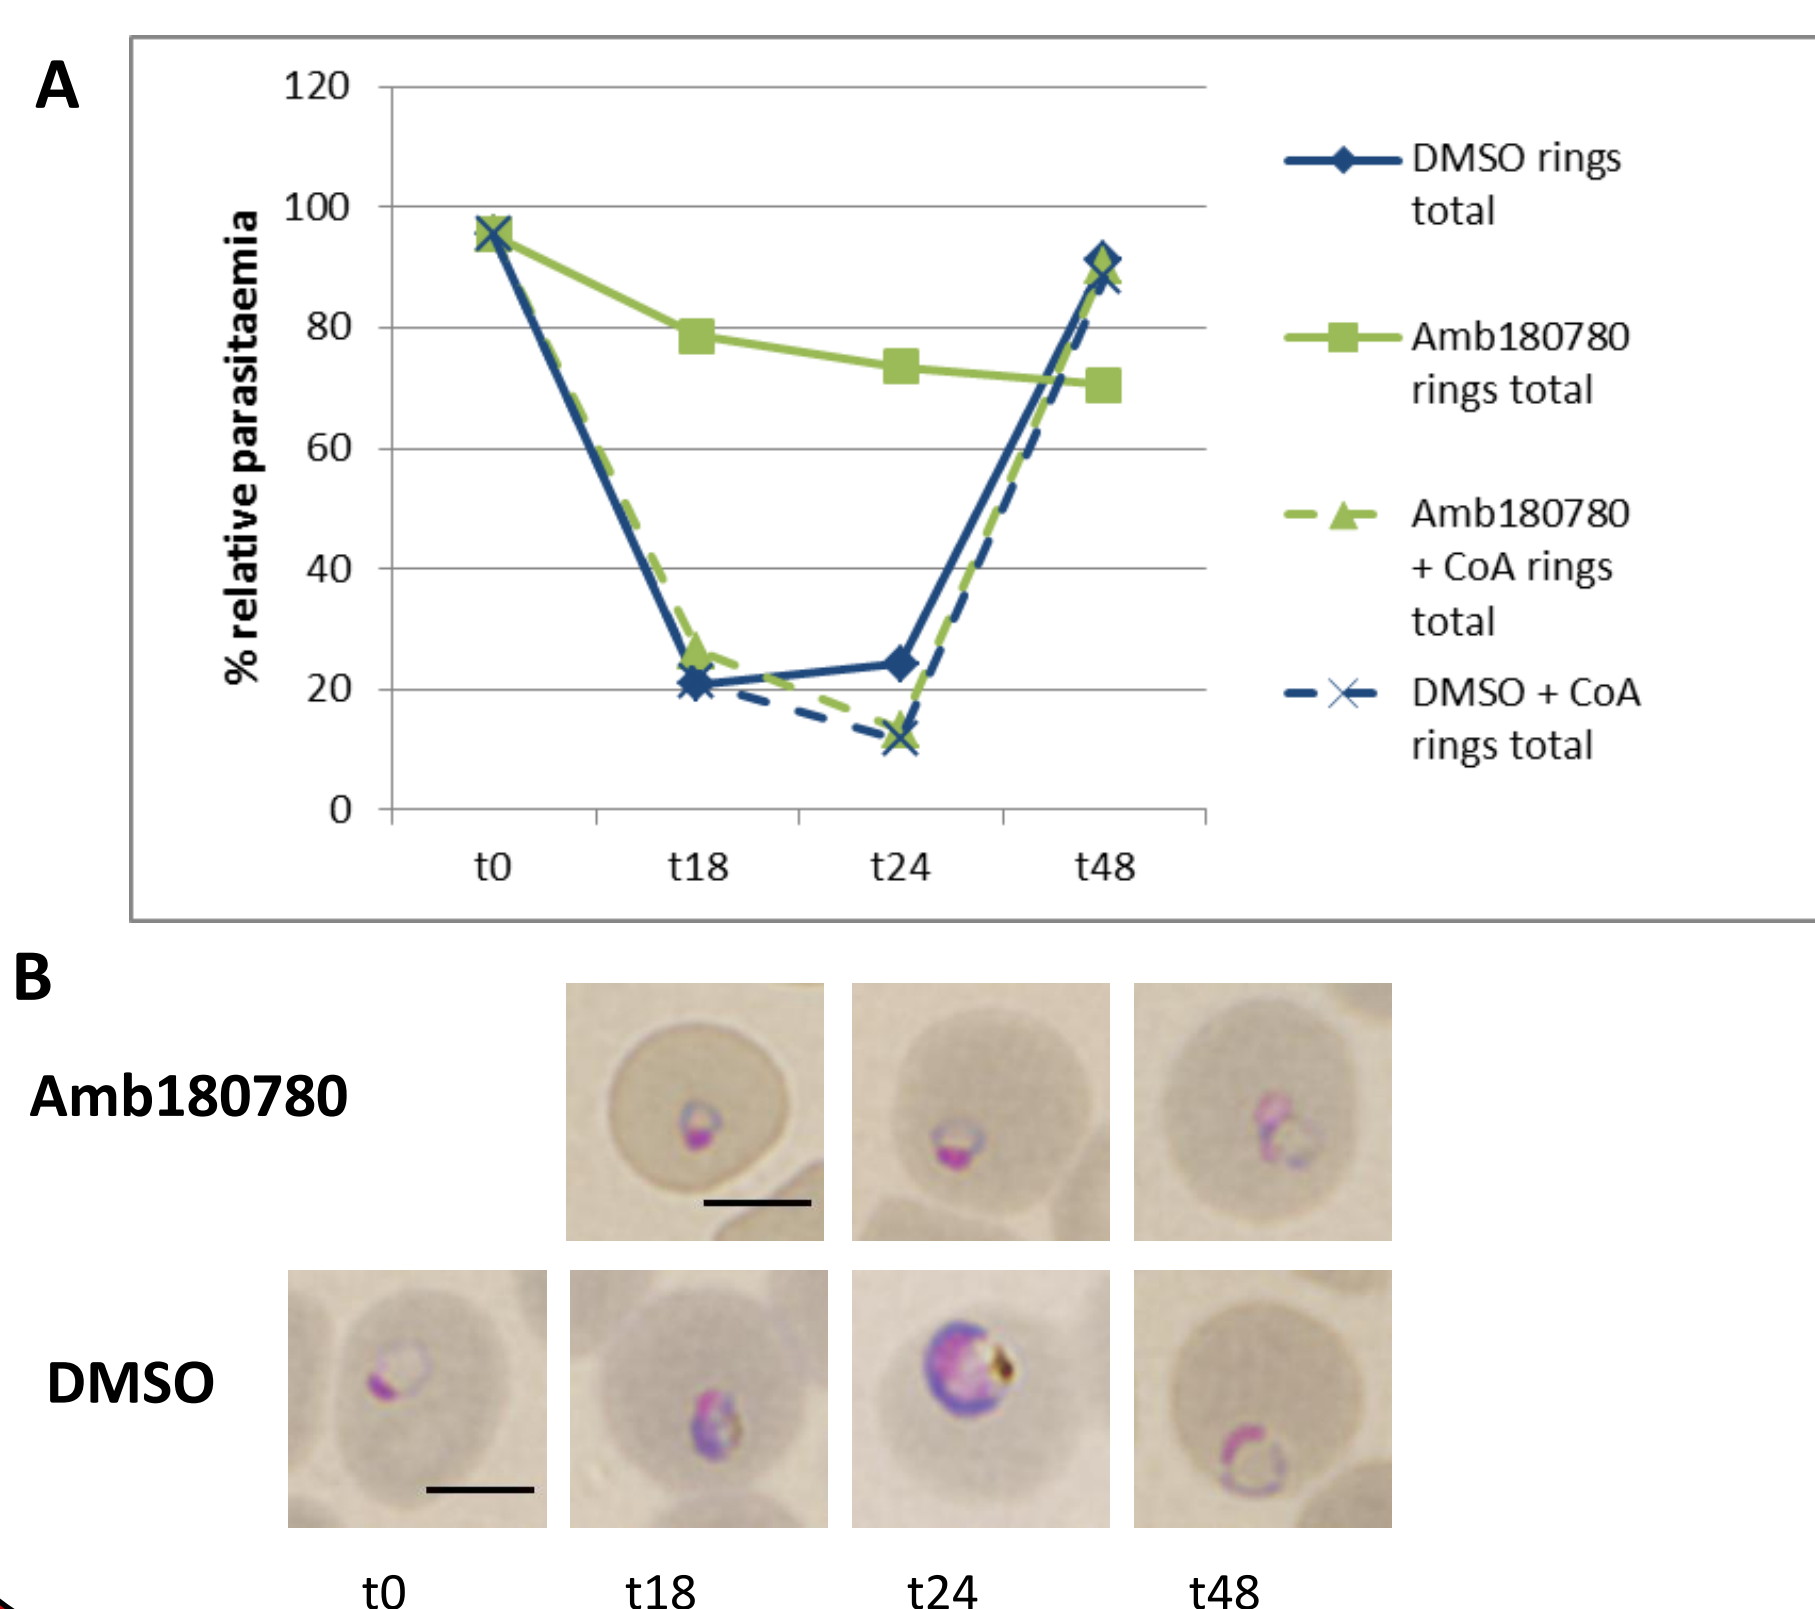 A
120
100
80
60
40
20
0
% relative parasitaemia
t0 t18 t24 t48
DMSO rings
total
Amb180780
rings total
Amb180780
+ CoA rings
total
DMSO + CoA
rings total
B
Amb180780
DMSO
t0 t18 t24 t48